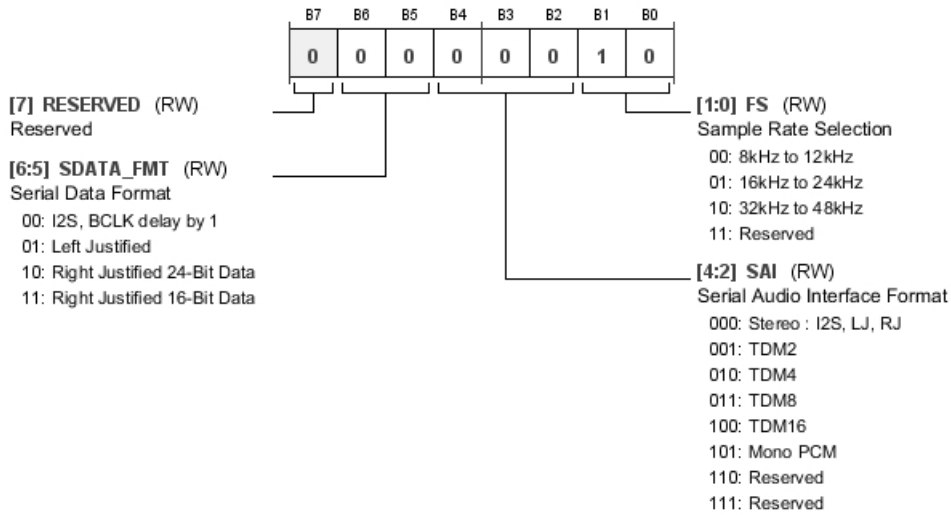 B7 B6 B5 B4 B3 B2 B1 B0
0 0 0 0 0 0 1 0
[7] RESERVED (RW)
Reserved
[6:5] SDATA_FMT (RW)
Serial Data Format
00: I2S, BCLK delay by 1
01: Left Justified
10: Right Justified 24-Bit Data
11: Right Justified 16-Bit Data
[1:0] FS (RW)
Sample Rate Selection
00: 8kHz to 12kHz
01: 16kHz to 24kHz
10: 32kHz to 48kHz
11: Reserved
[4:2] SAI (RW)
Serial Audio Interface Format
000: Stereo : I2S, LJ, RJ
001: TDM2
010: TDM4
011: TDM8
100: TDM16
101: Mono PCM
110: Reserved
111: Reserved